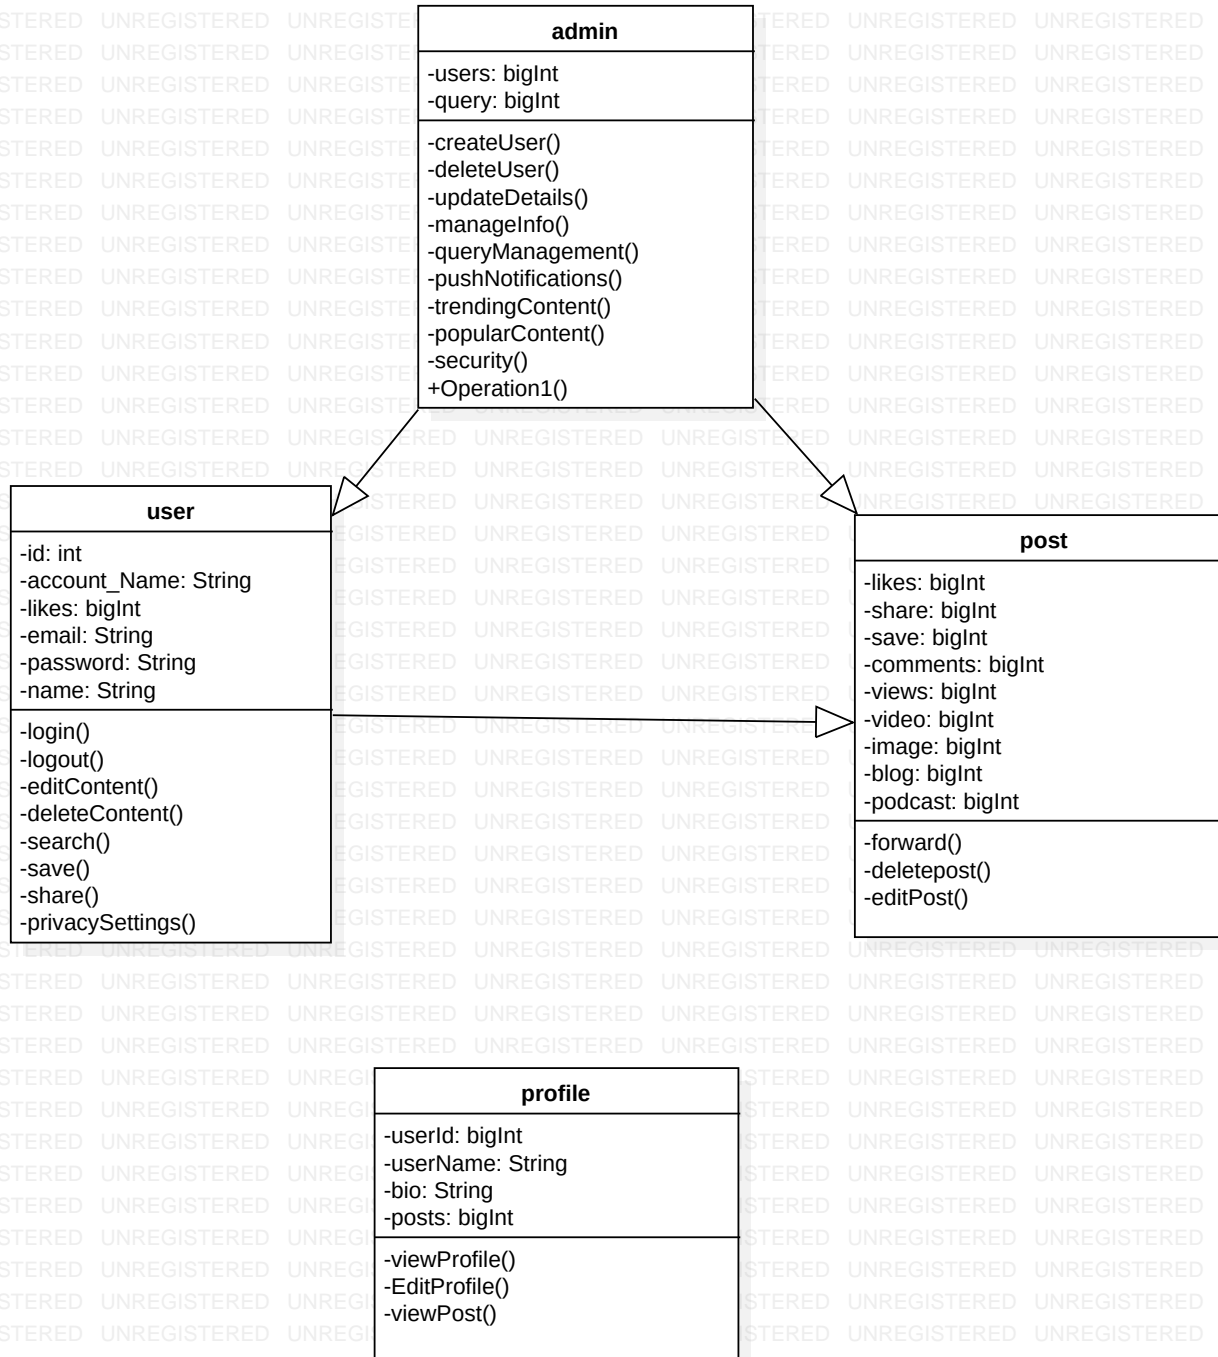 admin
-users: bigInt
-query: bigInt
-createUser()
-deleteUser()
-updateDetails()
-manageInfo()
-queryManagement()
-pushNotifications()
-trendingContent()
-popularContent()
-security()
+Operation1()
user
-id: int
-account_Name: String
-likes: bigInt
-email: String
-password: String
-name: String
-login()
-logout()
-editContent()
-deleteContent()
-search()
-save()
-share()
-privacySettings()
post
-likes: bigInt
-share: bigInt
-save: bigInt
-comments: bigInt
-views: bigInt
-video: bigInt
-image: bigInt
-blog: bigInt
-podcast: bigInt
-forward()
-deletepost()
-editPost()
profile
-userId: bigInt
-userName: String
-bio: String
-posts: bigInt
-viewProfile()
-EditProfile()
-viewPost()
UNREGISTERED